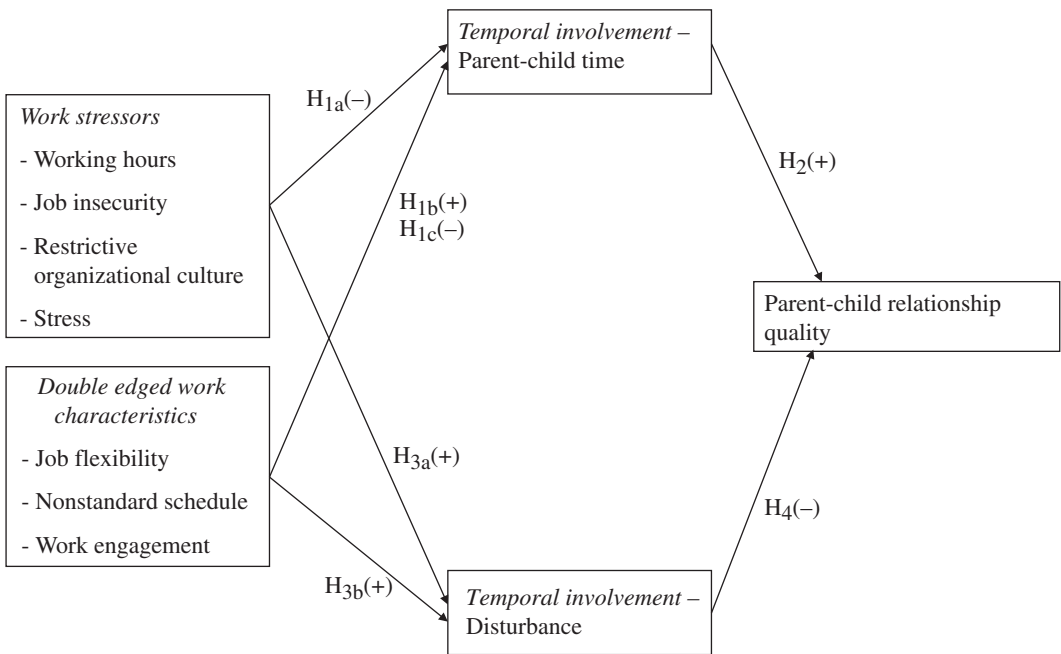 Temporal involvement –
Parent-child time
H1a(–)
Work stressors
- Working hours
- Job insecurity
- Restrictive
organizational culture
- Stress
H1b(+)
H1c(–)
H2(+)
Parent-child relationship
quality
Double edged work
characteristics
- Job flexibility
- Nonstandard schedule
- Work engagement
H3a(+)
H4(–)
H3b(+)
Temporal involvement –
Disturbance